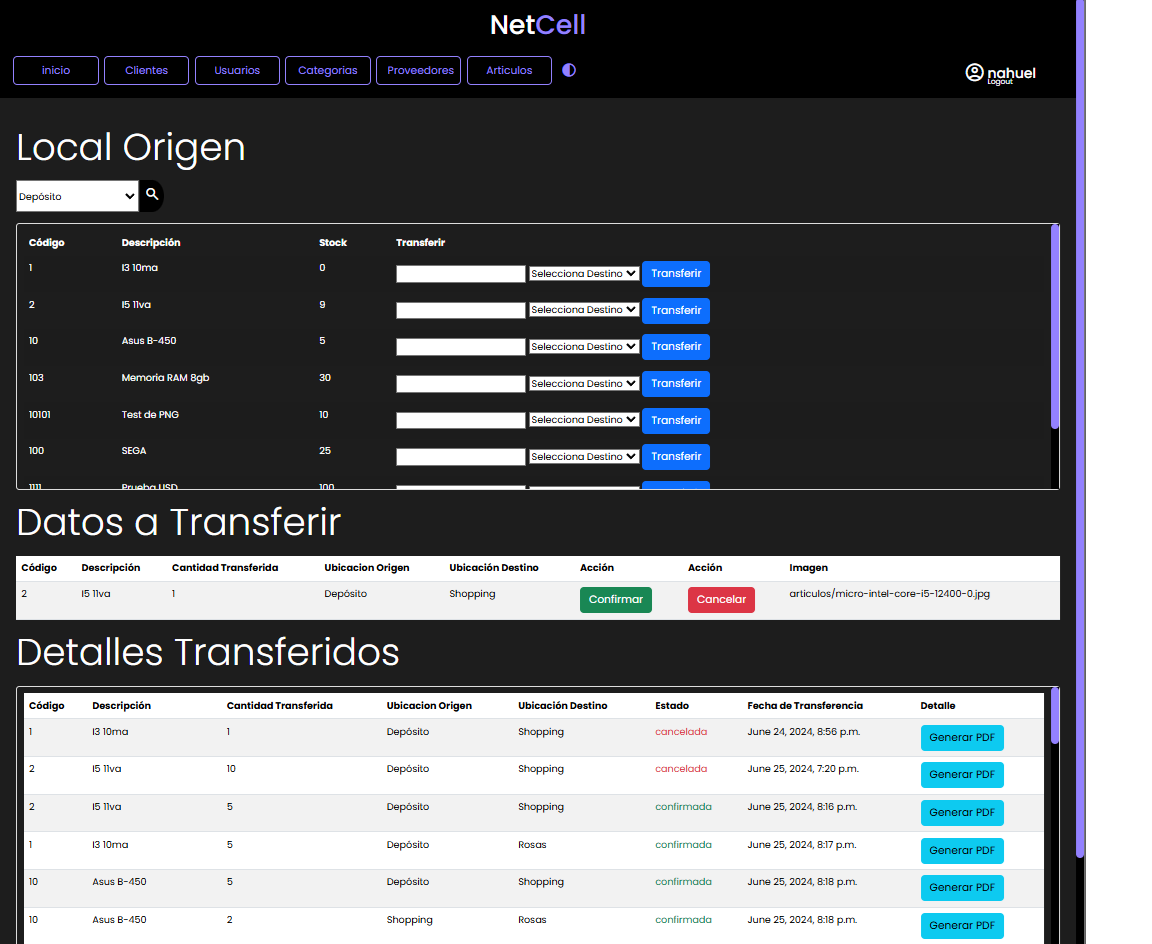 NetCell
inicio Clientes Usuarios Categorias Proveedores Articulos
nahuel
Logout
Local Origen
Depósito
Código Descripción Stock Transferir
1 I3 10ma 0 Selecciona Destino Transferir
2 I5 11va 9 Selecciona Destino Transferir
10 Asus B-450 5 Selecciona Destino Transferir
103 Memoria RAM 8gb 30 Selecciona Destino Transferir
10101 Test de PNG 10 Selecciona Destino Transferir
100 SEGA 25 Selecciona Destino Transferir
1111 Prueba USD 100
Datos a Transferir
Código Descripción Cantidad Transferida Ubicacion Origen Ubicación Destino Acción Acción Imagen
2 I5 11va 1 Depósito Shopping Confirmar Cancelar articulos/micro-intel-core-i5-12400-0.jpg
Detalles Transferidos
Código Descripción Cantidad Transferida Ubicacion Origen Ubicación Destino Estado Fecha de Transferencia Detalle
1 I3 10ma 1 Depósito Shopping cancelada June 24, 2024, 8:56 p.m. Generar PDF
2 I5 11va 10 Depósito Shopping cancelada June 25, 2024, 7:20 p.m. Generar PDF
2 I5 11va 5 Depósito Shopping confirmada June 25, 2024, 8:16 p.m. Generar PDF
1 I3 10ma 5 Depósito Rosas confirmada June 25, 2024, 8:17 p.m. Generar PDF
10 Asus B-450 5 Depósito Shopping confirmada June 25, 2024, 8:18 p.m. Generar PDF
10 Asus B-450 2 Shopping Rosas confirmada June 25, 2024, 8:18 p.m. Generar PDF